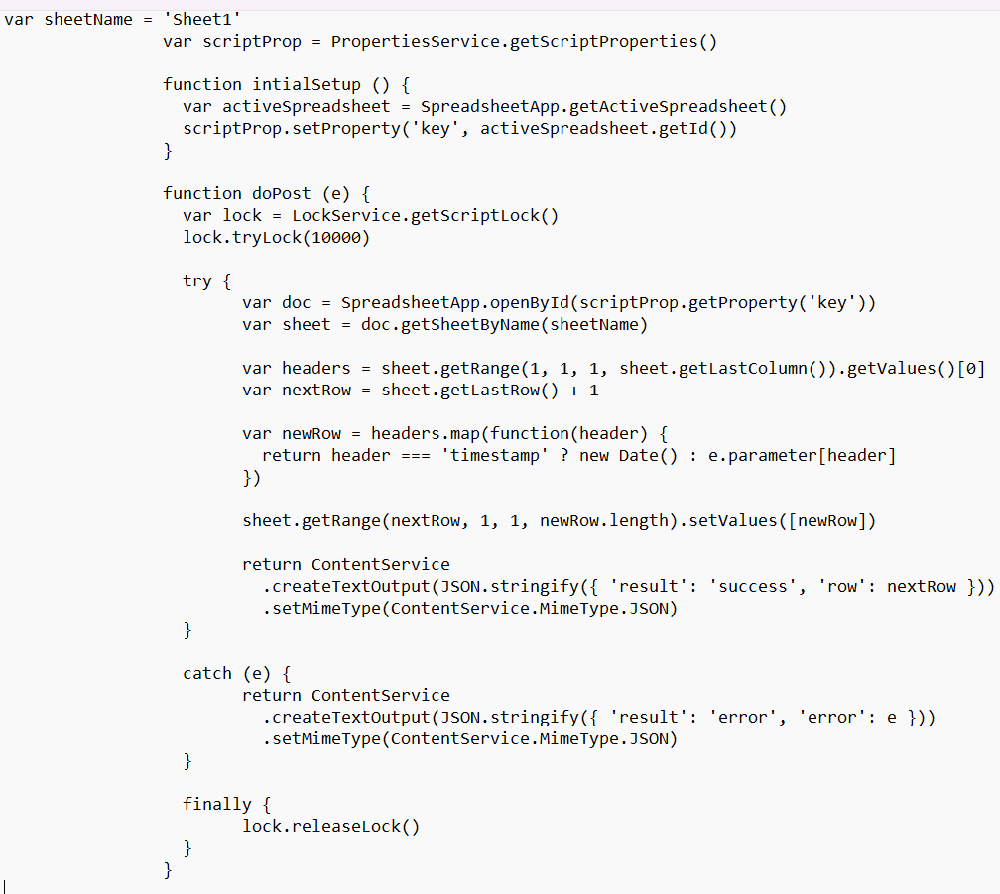 var sheetName = 'Sheet1'
var scriptProp = PropertiesService.getScriptProperties()
function intialSetup () {
var activeSpreadsheet = SpreadsheetApp.getActiveSpreadsheet()
scriptProp.setProperty('key', activeSpreadsheet.getId())
}
function doPost (e) {
var lock = LockService.getScriptLock()
lock.tryLock(10000)
try {
var doc = SpreadsheetApp.openById(scriptProp.getProperty('key'))
var sheet = doc.getSheetByName(sheetName)
var headers = sheet.getRange(1, 1, 1, sheet.getLastColumn()).getValues()[0]
var nextRow = sheet.getLastRow() + 1
var newRow = headers.map(function(header) {
return header === 'timestamp' ? new Date() : e.parameter[header]
})
sheet.getRange(nextRow, 1, 1, newRow.length).setValues([newRow])
return ContentService
.createTextOutput(JSON.stringify({ 'result': 'success', 'row': nextRow }))
.setMimeType(ContentService.MimeType.JSON)
}
catch (e) {
return ContentService
.createTextOutput(JSON.stringify({ 'result': 'error', 'error': e }))
.setMimeType(ContentService.MimeType.JSON)
}
finally {
lock.releaseLock()
}
}